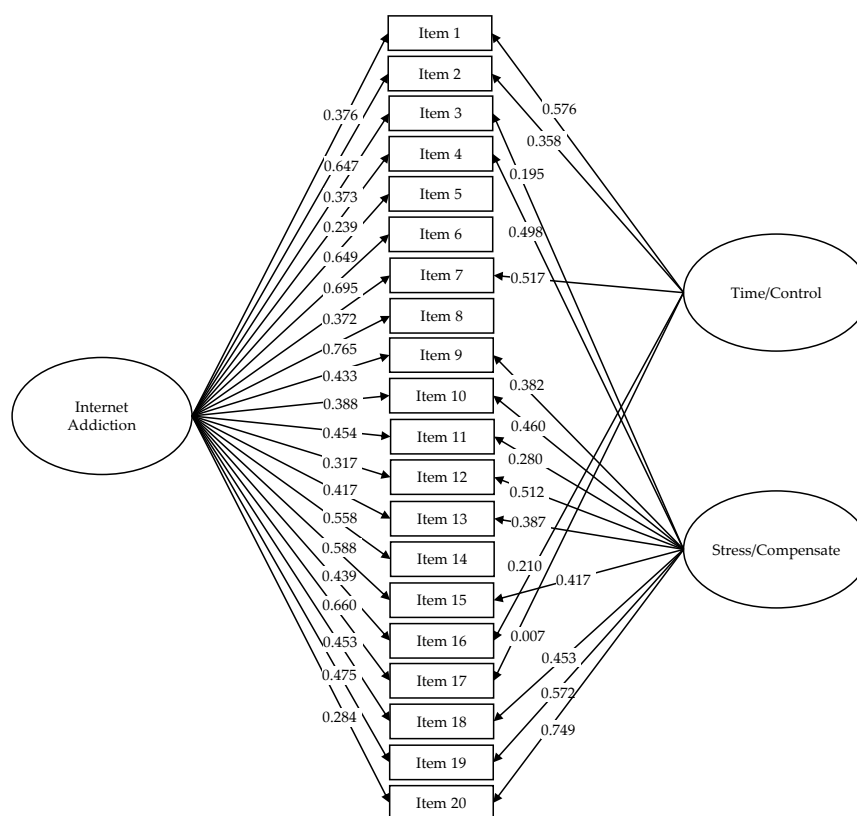 Item 1
Item 2
Item 3
Item 4
Item 5
Item 6
Item 7
Item 8
Item 9
Item 10
Item 11
Item 12
Item 13
Item 14
Item 15
Item 16
Item 17
Item 18
Item 19
Item 20
Internet
Addiction
0.376
0.647
0.373
0.239
0.649
0.695
0.372
0.765
0.433
0.388
0.454
0.317
0.417
0.558
0.588
0.439
0.660
0.453
0.475
0.284
0.576
0.358
0.195
0.498
0.517
0.382
0.460
0.280
0.512
0.387
0.210
0.417
0.007
0.453
0.572
0.749
Time/Control
Stress/Compensate